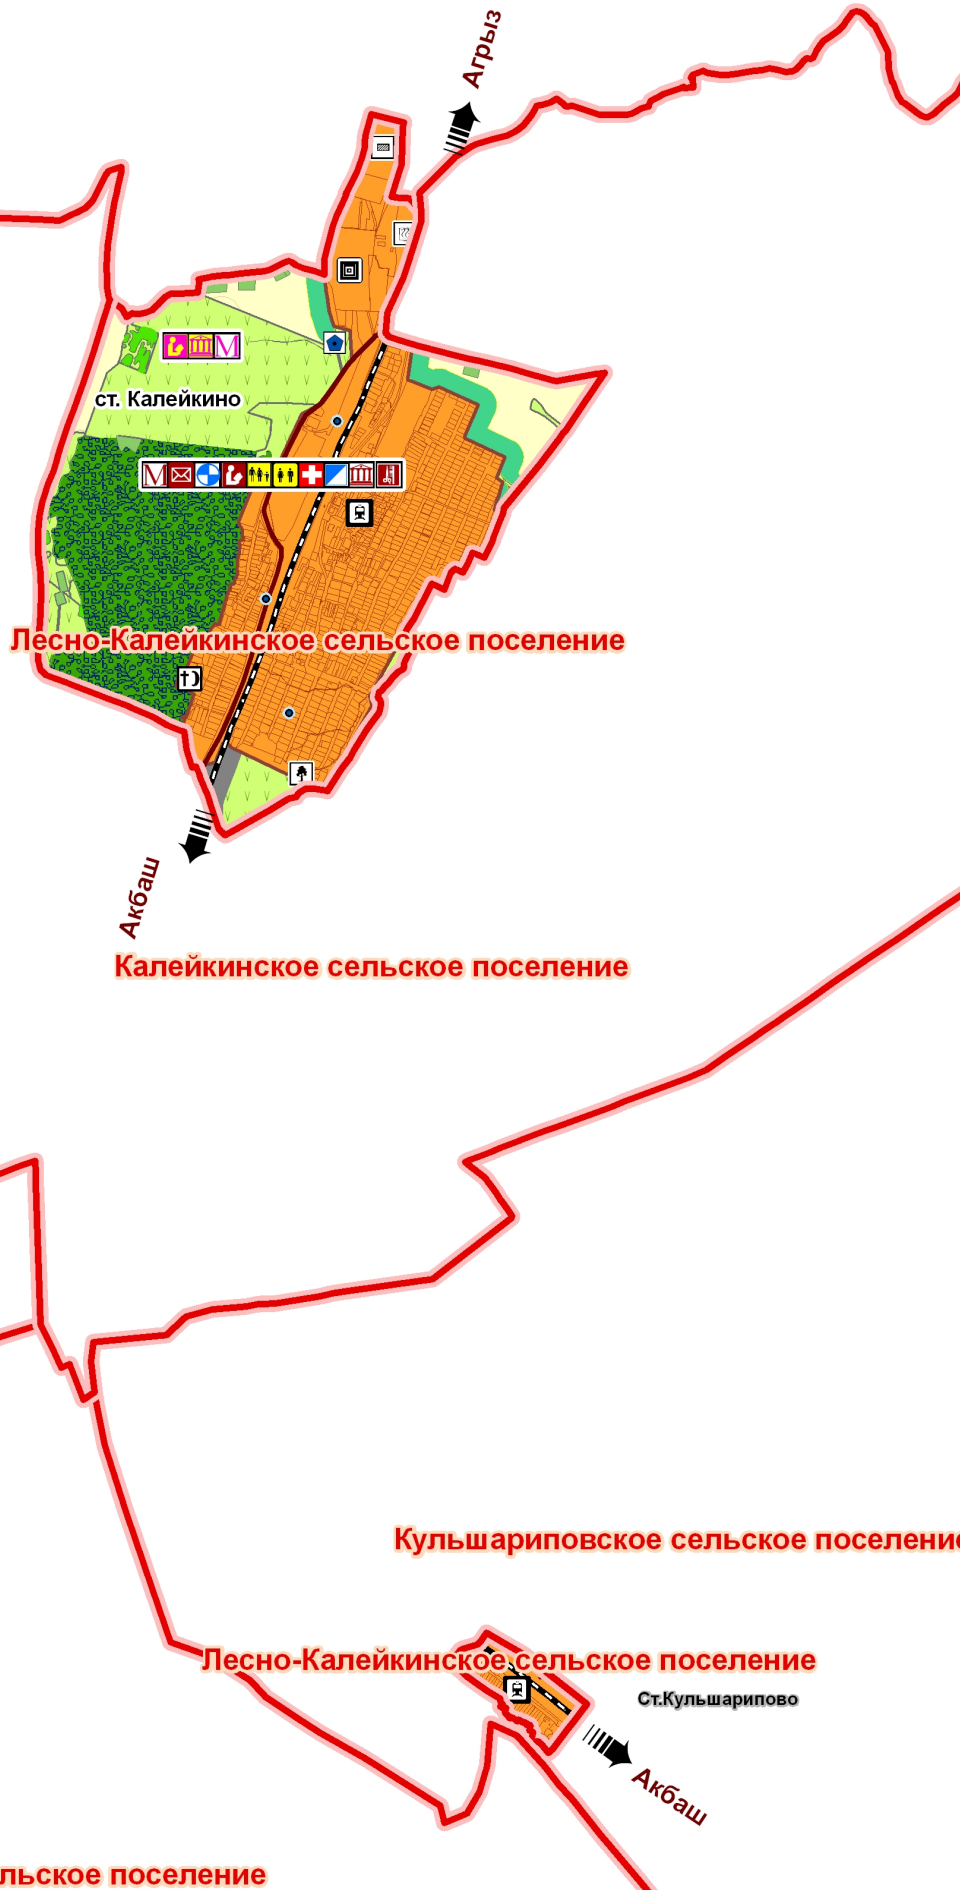 Агрыз
ст. Калейкино
Лесно-Калейкинское сельское поселение
Акбаш
Калейкинское сельское поселение
Кульшариповское сельское поселение
Лесно-Калейкинское сельское поселение
Ст.Кульшарипово
Акбаш
льское поселение